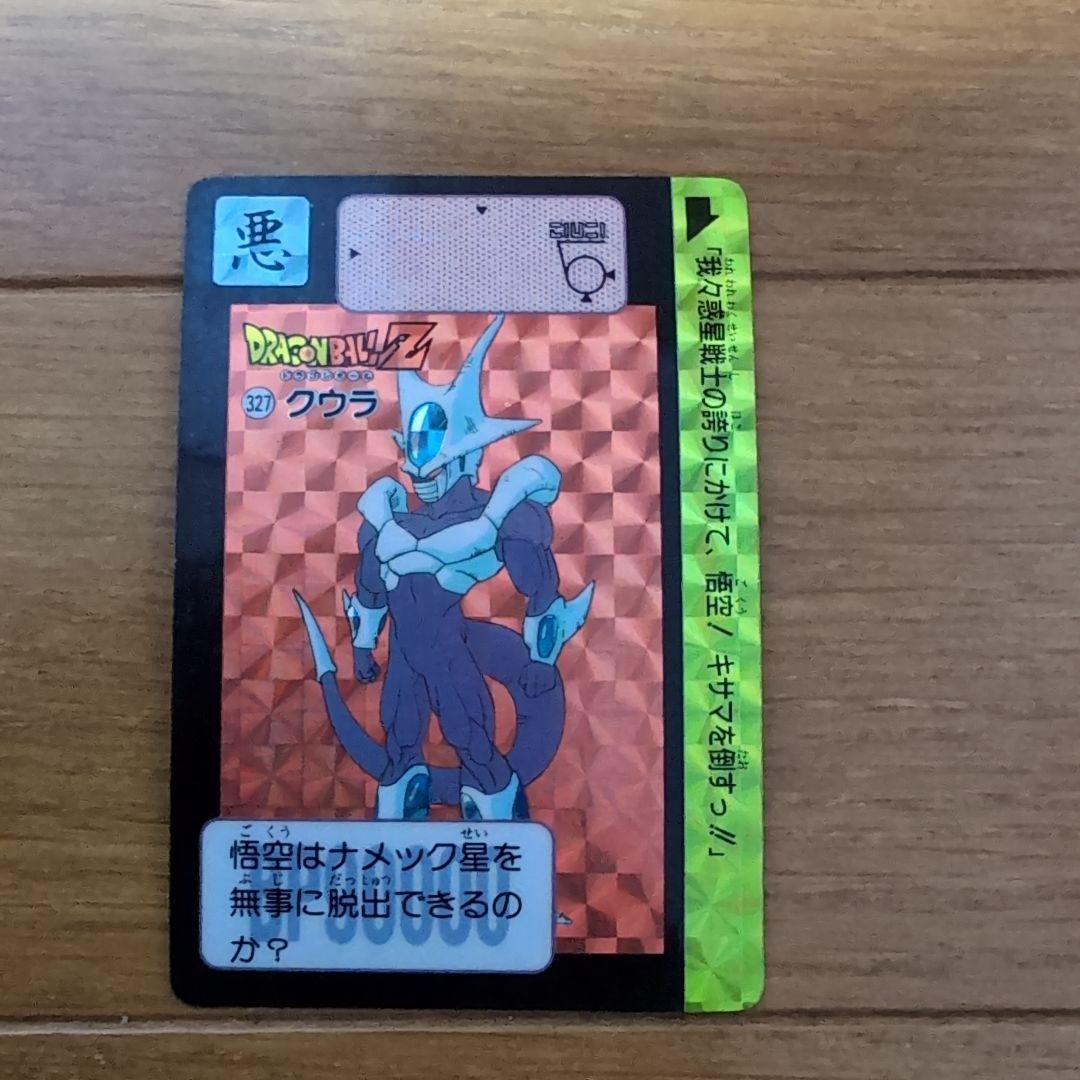 悪
DRAGONBALL Z
327 クウラ
「我々惑星戦士の誇りにかけて、悟空! キサマを倒すっ!!」
悟空はナメック星を
無事に脱出できるの
か?